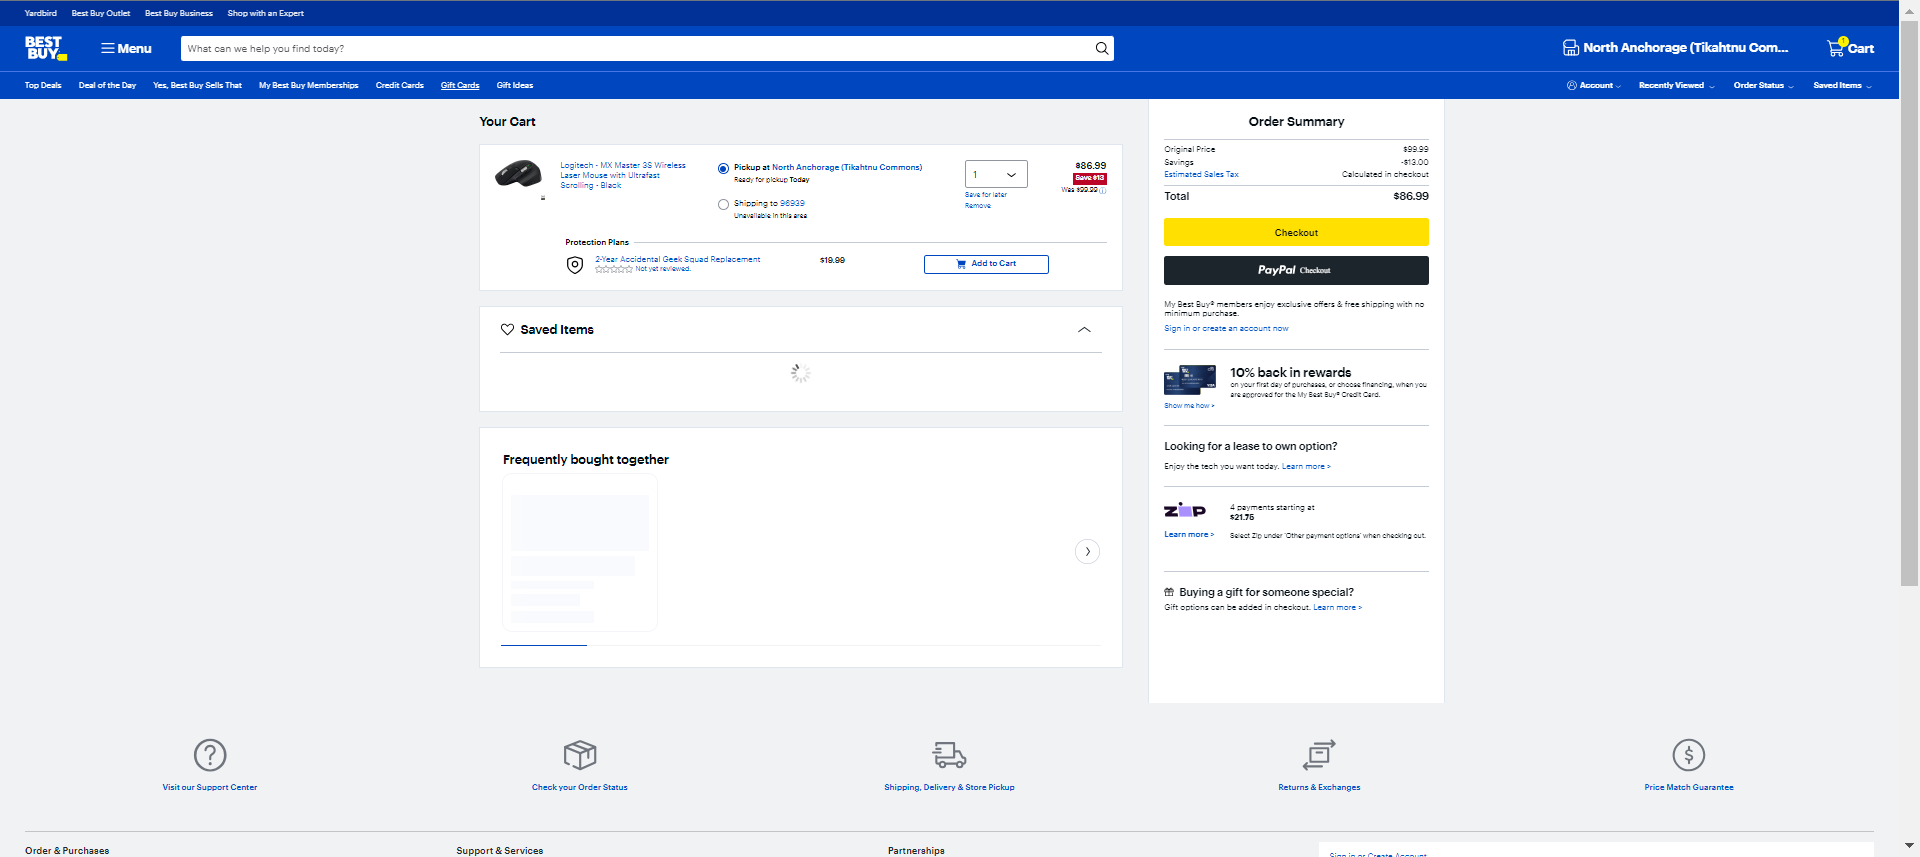 Yardbird Best Buy Outlet Best Buy Business Shop with an Expert
BEST BUY
Menu
What can we help you find today?
North Anchorage (Tikahtnu Com...
1
Cart
Top Deals Deal of the Day Yes, Best Buy Sells That My Best Buy Memberships Credit Cards Gift Cards Gift Ideas
Account Recently Viewed Order Status Saved Items
Your Cart
Logitech - MX Master 3S Wireless
Laser Mouse with Ultrafast
Scrolling - Black
Pickup at North Anchorage (Tikahtnu Commons)
Ready for pickup Today
Shipping to 96939
Unavailable in this area
1
Save for later
Remove
$86.99
Save $13
Was $99.99
Protection Plans
2-Year Accidental Geek Squad Replacement
Not yet reviewed.
$19.99
Add to Cart
Saved Items
Frequently bought together
Order Summary
Original Price $99.99
Savings -$13.00
Estimated Sales Tax Calculated in checkout
Total $86.99
Checkout
PayPal Checkout
My Best Buy® members enjoy exclusive offers & free shipping with no
minimum purchase.
Sign in or create an account now
10% back in rewards
on your first day of purchases, or choose financing, when you
are approved for the My Best Buy® Credit Card.
Show me how >
Looking for a lease to own option?
Enjoy the tech you want today. Learn more >
ZIP
4 payments starting at
$21.75
Learn more >
Select Zip under 'Other payment options' when checking out.
Buying a gift for someone special?
Gift options can be added in checkout. Learn more >
Visit our Support Center
Check your Order Status
Shipping, Delivery & Store Pickup
Returns & Exchanges
Price Match Guarantee
Order & Purchases
Support & Services
Partnerships
Sign in or Create Account